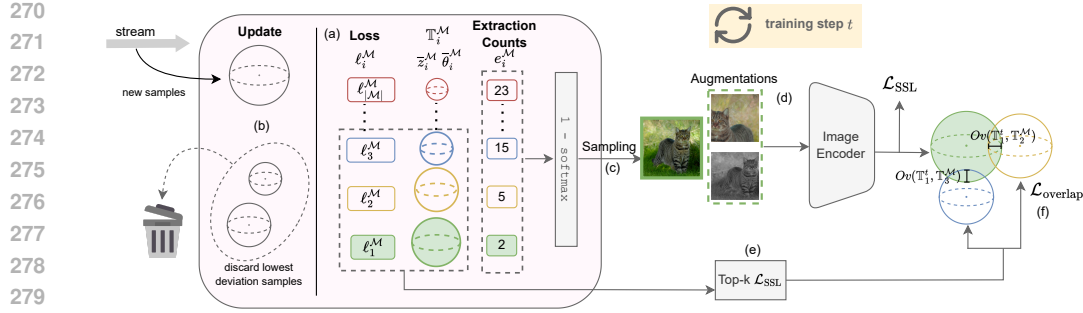 270
271
272
273
274
275
276
277
278
279
stream
new samples
Update
(b)
discard lowest
deviation samples
(a)
Loss
ℓ_i^ℳ
𝕋_i^ℳ
z̄_i^ℳ θ̄_i^ℳ
Extraction
Counts
e_i^ℳ
ℓ_{|ℳ|}^ℳ
23
ℓ_3^ℳ
15
ℓ_2^ℳ
5
ℓ_1^ℳ
2
1 - softmax
Sampling
(c)
Augmentations
(d)
training step t
Image
Encoder
ℒ_SSL
Ov(𝕋_1^t, 𝕋_2^ℳ)
Ov(𝕋_1^t, 𝕋_3^ℳ)
ℒ_overlap
(f)
(e)
Top-k ℒ_SSL